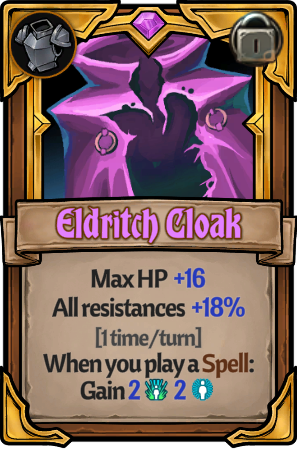 Eldritch Cloak
Max HP +16
All resistances +18%
[1 time/turn]
When you play a Spell:
Gain 2 2